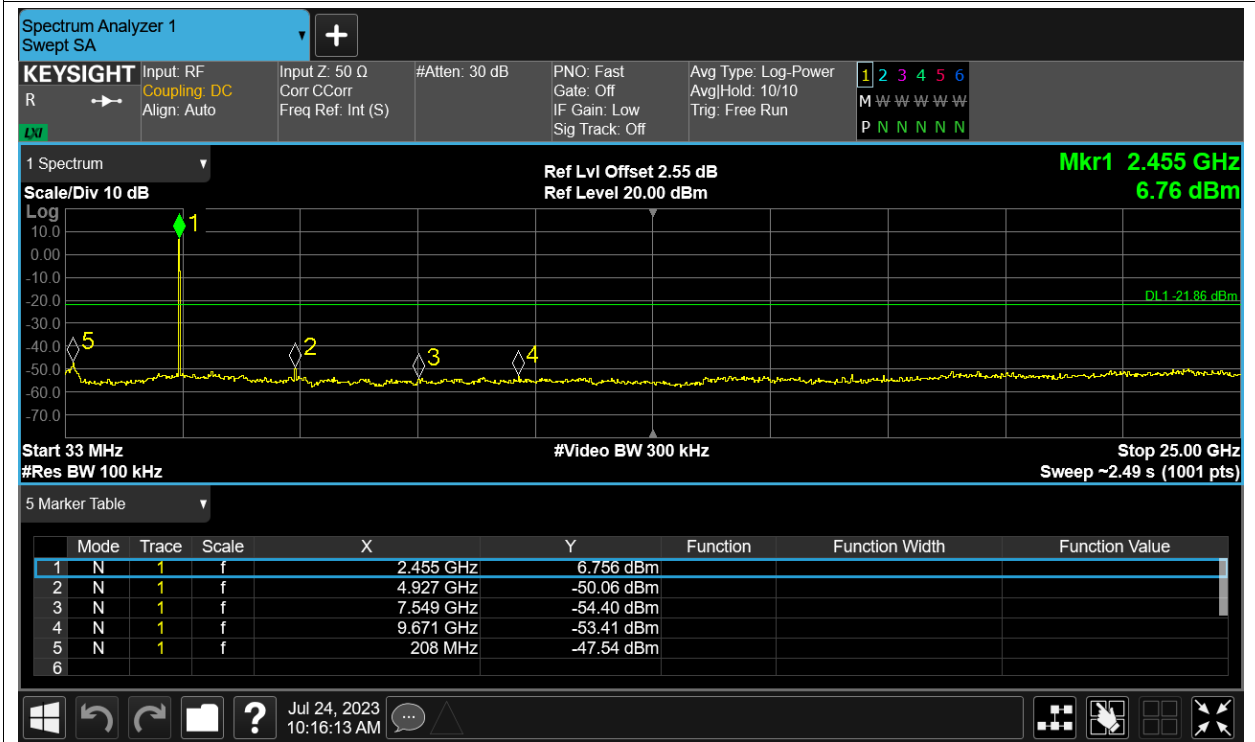 Spectrum Analyzer 1
Swept SA
+
KEYSIGHT Input: RF Input Z: 50 Ω #Atten: 30 dB PNO: Fast Avg Type: Log-Power 1 2 3 4 5 6
R Coupling: DC Corr CCorr Gate: Off Avg|Hold: 10/10 M W W W W W
Align: Auto Freq Ref: Int (S) IF Gain: Low Trig: Free Run
LXI Sig Track: Off P N N N N N
1 Spectrum
Ref Lvl Offset 2.55 dB Mkr1 2.455 GHz
Scale/Div 10 dB Ref Level 20.00 dBm 6.76 dBm
Log
1
10.0
0.00
-10.0
-20.0 DL1 -21.86 dBm
-30.0
5 2 3 4
-40.0
-50.0
-60.0
-70.0
Start 33 MHz #Video BW 300 kHz Stop 25.00 GHz
#Res BW 100 kHz Sweep ~2.49 s (1001 pts)
5 Marker Table
Mode Trace Scale X Y Function Function Width Function Value
1 N 1 f 2.455 GHz 6.756 dBm
2 N 1 f 4.927 GHz -50.06 dBm
3 N 1 f 7.549 GHz -54.40 dBm
4 N 1 f 9.671 GHz -53.41 dBm
5 N 1 f 208 MHz -47.54 dBm
6
? Jul 24, 2023
10:16:13 AM